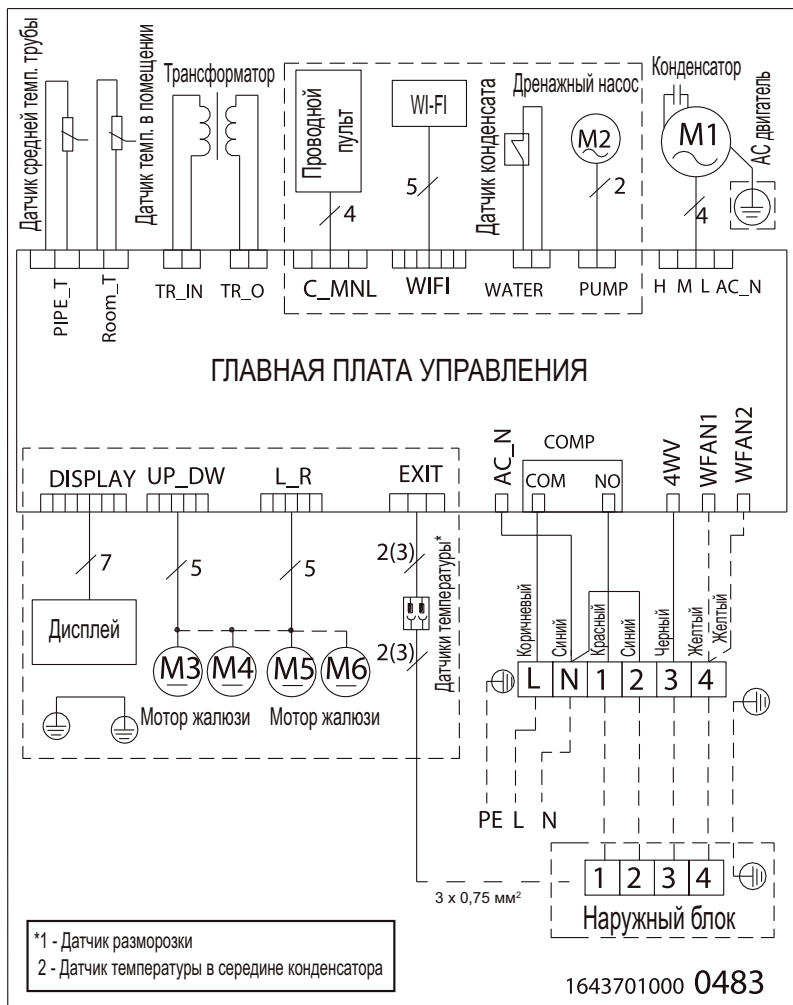 Датчик средней темп. трубы
Датчик темп. в помещении
Трансформатор
Проводной
пульт
WI-FI
Датчик конденсата
Дренажный насос
M2
Конденсатор
M1
АС двигатель
4
5
2
4
PIPE_T
Room_T
TR_IN
TR_O
C_MNL
WIFI
WATER
PUMP
H M L AC_N
ГЛАВНАЯ ПЛАТА УПРАВЛЕНИЯ
DISPLAY
UP_DW
L_R
EXIT
AC_N
COMP
COM
NO
4WV
WFAN1
WFAN2
7
5
5
2(3)
2(3)
Датчики температуры*
Дисплей
M3
M4
M5
M6
Мотор жалюзи
Мотор жалюзи
Коричневый
Синий
Красный
Синий
Черный
Желтый
Желтый
L N 1 2 3 4
PE L N
3 x 0,75 мм²
1 2 3 4
Наружный блок
*1 - Датчик разморозки
2 - Датчик температуры в середине конденсатора
1643701000 0483